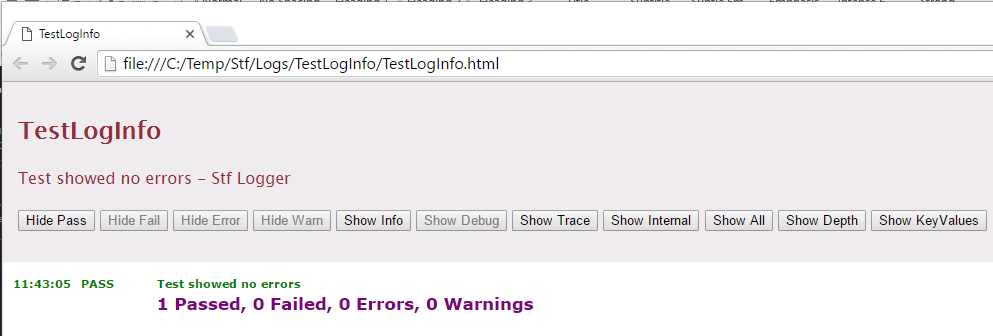 TestLogInfo
file:///C:/Temp/Stf/Logs/TestLogInfo/TestLogInfo.html
TestLogInfo
Test showed no errors - Stf Logger
Hide Pass Hide Fail Hide Error Hide Warn Show Info Show Debug Show Trace Show Internal Show All Show Depth Show KeyValues
11:43:05 PASS Test showed no errors
1 Passed, 0 Failed, 0 Errors, 0 Warnings